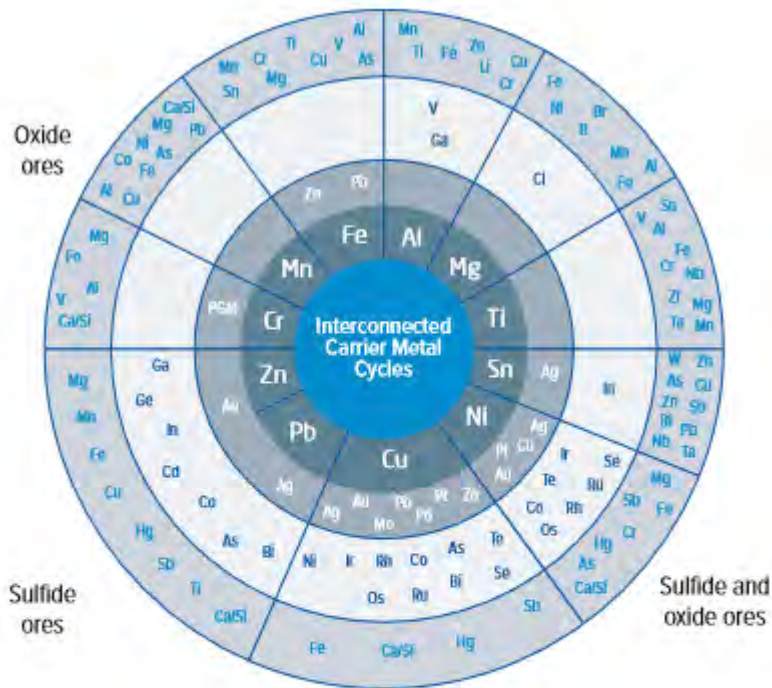 Al
Ti
V
Mn
Cr
Cu
As
Mg
Sn
Mn
Ti
Fe
Zn
Li
Cu
Cr
V
Ga
Fe
Ni
Br
B
Mn
Al
Fe
Cl
Oxide
ores
Ca/Si
Mg
Pb
Ni
As
Co
Fe
Al
Cu
Zn
Pb
Fe
Al
Mn
Mg
Cr
Ti
PGM
Interconnected
Carrier Metal
Cycles
Sn
V
Al
Fe
Cr
Nb
Zr
Mg
Ta
Mn
Mg
Fe
Al
V
Ca/Si
Zn
Sn
Ag
In
Pb
Ni
Cu
W
Zn
As
Cu
Zn
Sb
Bi
Pb
Nb
Ta
Ga
Ge
In
Cd
Co
As
Bi
Au
Ag
Ag
Au
Mo
Pb
Pd
Pt
Zn
Ag
Cu
Pt
Au
Ir
Se
Te
Ru
Co
Rh
Os
Mg
Sb
Fe
Cr
Hg
As
Ca/Si
Mg
Mn
Fe
Cu
Hg
Sb
Ti
Ca/Si
Ni
Ir
Rh
Co
As
Te
Os
Ru
Bi
Se
Sb
Fe
Ca/Si
Hg
Sulfide
ores
Sulfide and
oxide ores